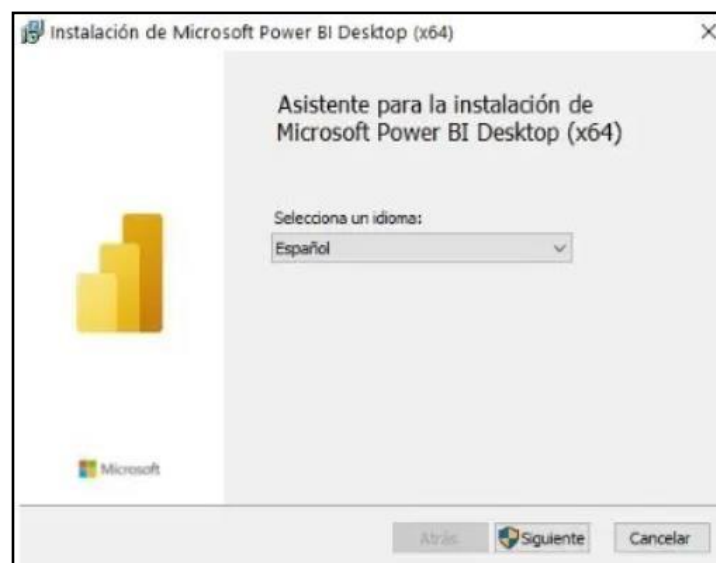 Instalación de Microsoft Power BI Desktop (x64)
Asistente para la instalación de
Microsoft Power BI Desktop (x64)
Selecciona un idioma:
Español
Microsoft
Atrás
Siguiente
Cancelar